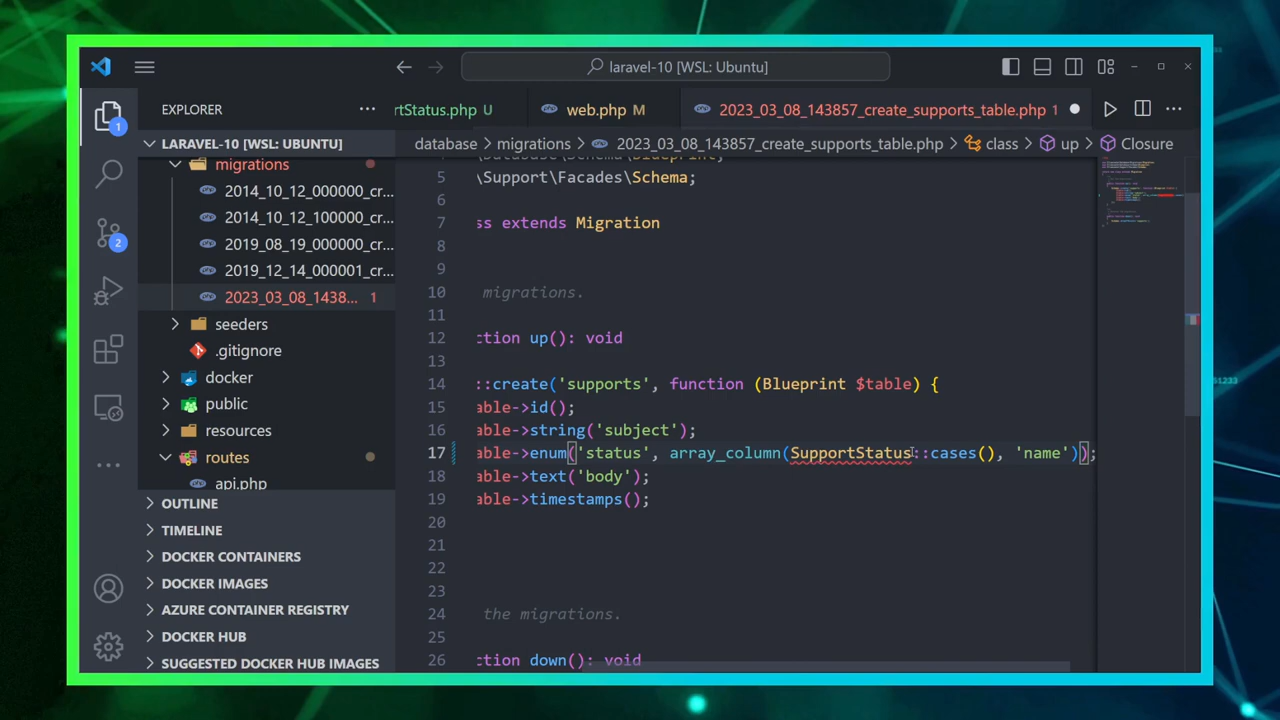 laravel-10 [WSL: Ubuntu]
EXPLORER
rtStatus.php U
web.php M
2023_03_08_143857_create_supports_table.php 1
LARAVEL-10 [WSL: UBUNTU]
database > migrations > 2023_03_08_143857_create_supports_table.php > class > up > Closure
migrations
2014_10_12_000000_cr...
2014_10_12_100000_cr...
2019_08_19_000000_cr...
2019_12_14_000001_cr...
2023_03_08_1438... 1
seeders
.gitignore
docker
public
resources
routes
api.php
OUTLINE
TIMELINE
DOCKER CONTAINERS
DOCKER IMAGES
AZURE CONTAINER REGISTRY
DOCKER HUB
SUGGESTED DOCKER HUB IMAGES
1
2
\Database\Schema\Blueprint;
5 \Support\Facades\Schema;
6
7 ss extends Migration
8
9
10 migrations.
11
12 ction up(): void
13
14 ::create('supports', function (Blueprint $table) {
15 able->id();
16 able->string('subject');
17 able->enum('status', array_column(SupportStatus::cases(), 'name'));
18 able->text('body');
19 able->timestamps();
20
21
22
23
24 the migrations.
25
26 ction down(): void